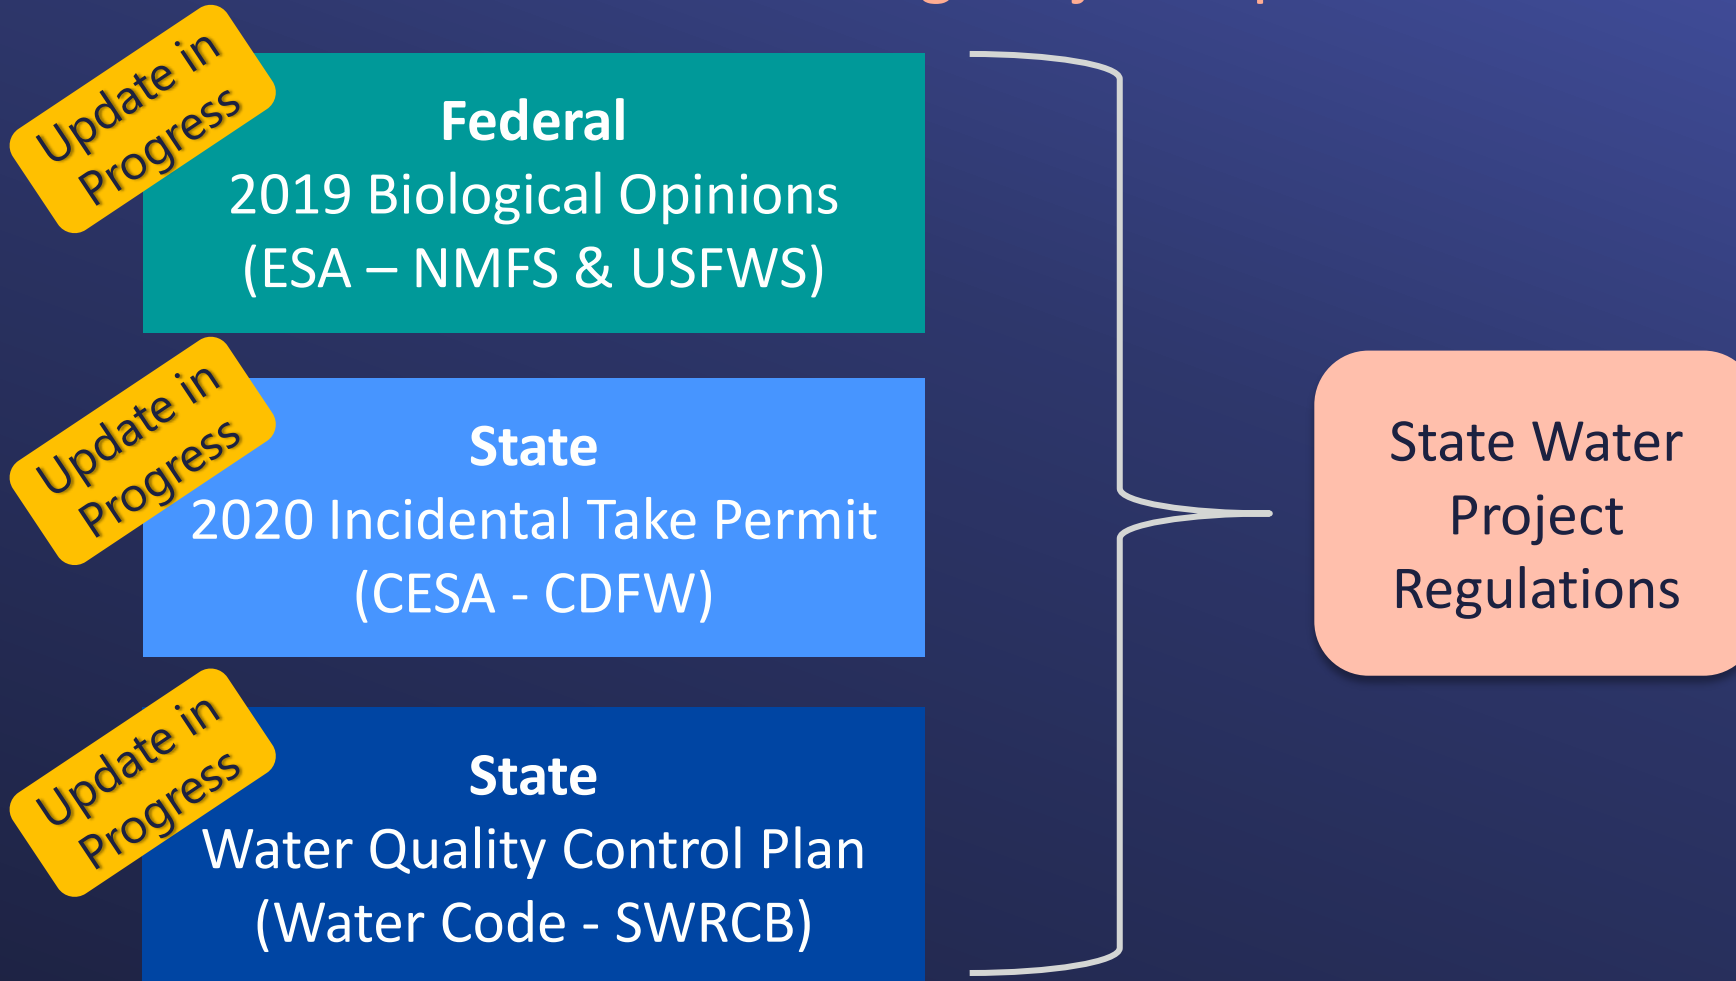 Update in
Progress
Federal
2019 Biological Opinions
(ESA – NMFS & USFWS)
Update in
Progress
State
2020 Incidental Take Permit
(CESA - CDFW)
Update in
Progress
State
Water Quality Control Plan
(Water Code - SWRCB)
State Water
Project
Regulations